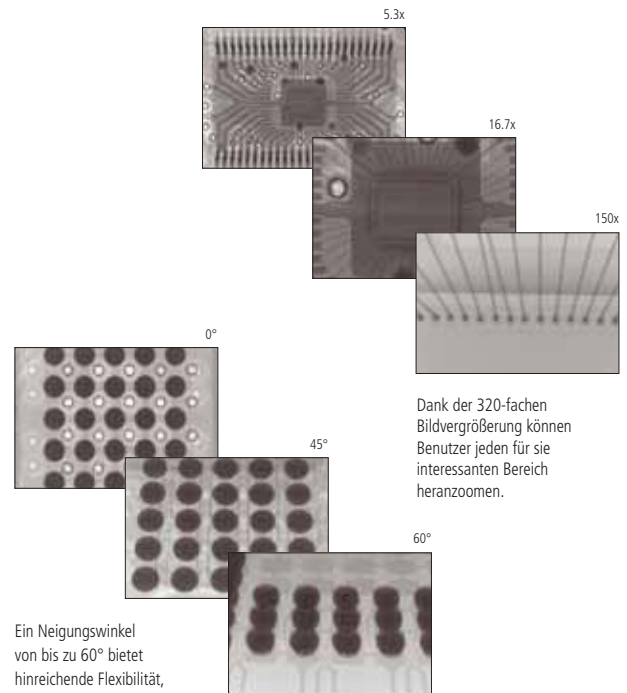 5.3x
16.7x
150x
Dank der 320-fachen
Bildvergrößerung können
Benutzer jeden für sie
interessanten Bereich
heranzoomen.
0°
45°
60°
Ein Neigungswinkel
von bis zu 60° bietet
hinreichende Flexibilität,